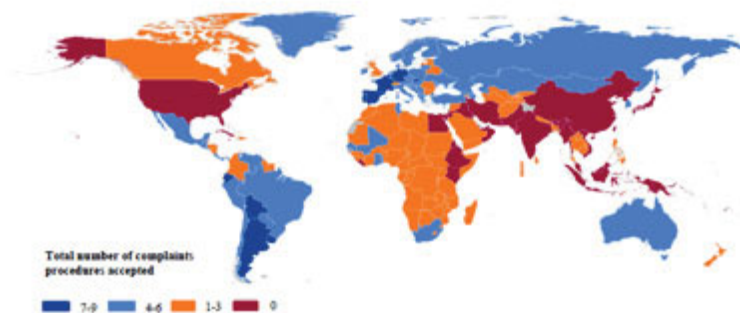 Total number of complaints
procedures accepted
7-9 4-6 1-3 0